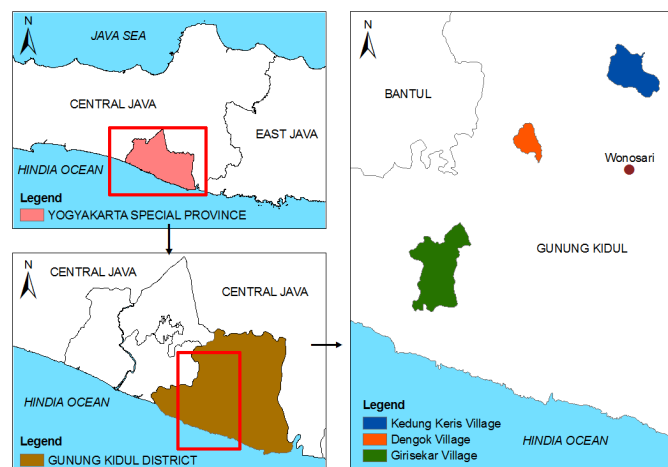 N
JAVA SEA
CENTRAL JAVA
EAST JAVA
HINDIA OCEAN
Legend
YOGYAKARTA SPECIAL PROVINCE
N
CENTRAL JAVA
CENTRAL JAVA
HINDIA OCEAN
Legend
GUNUNG KIDUL DISTRICT
N
BANTUL
Wonosari
GUNUNG KIDUL
Legend
Kedung Keris Village
Dengok Village
Girisekar Village
HINDIA OCEAN